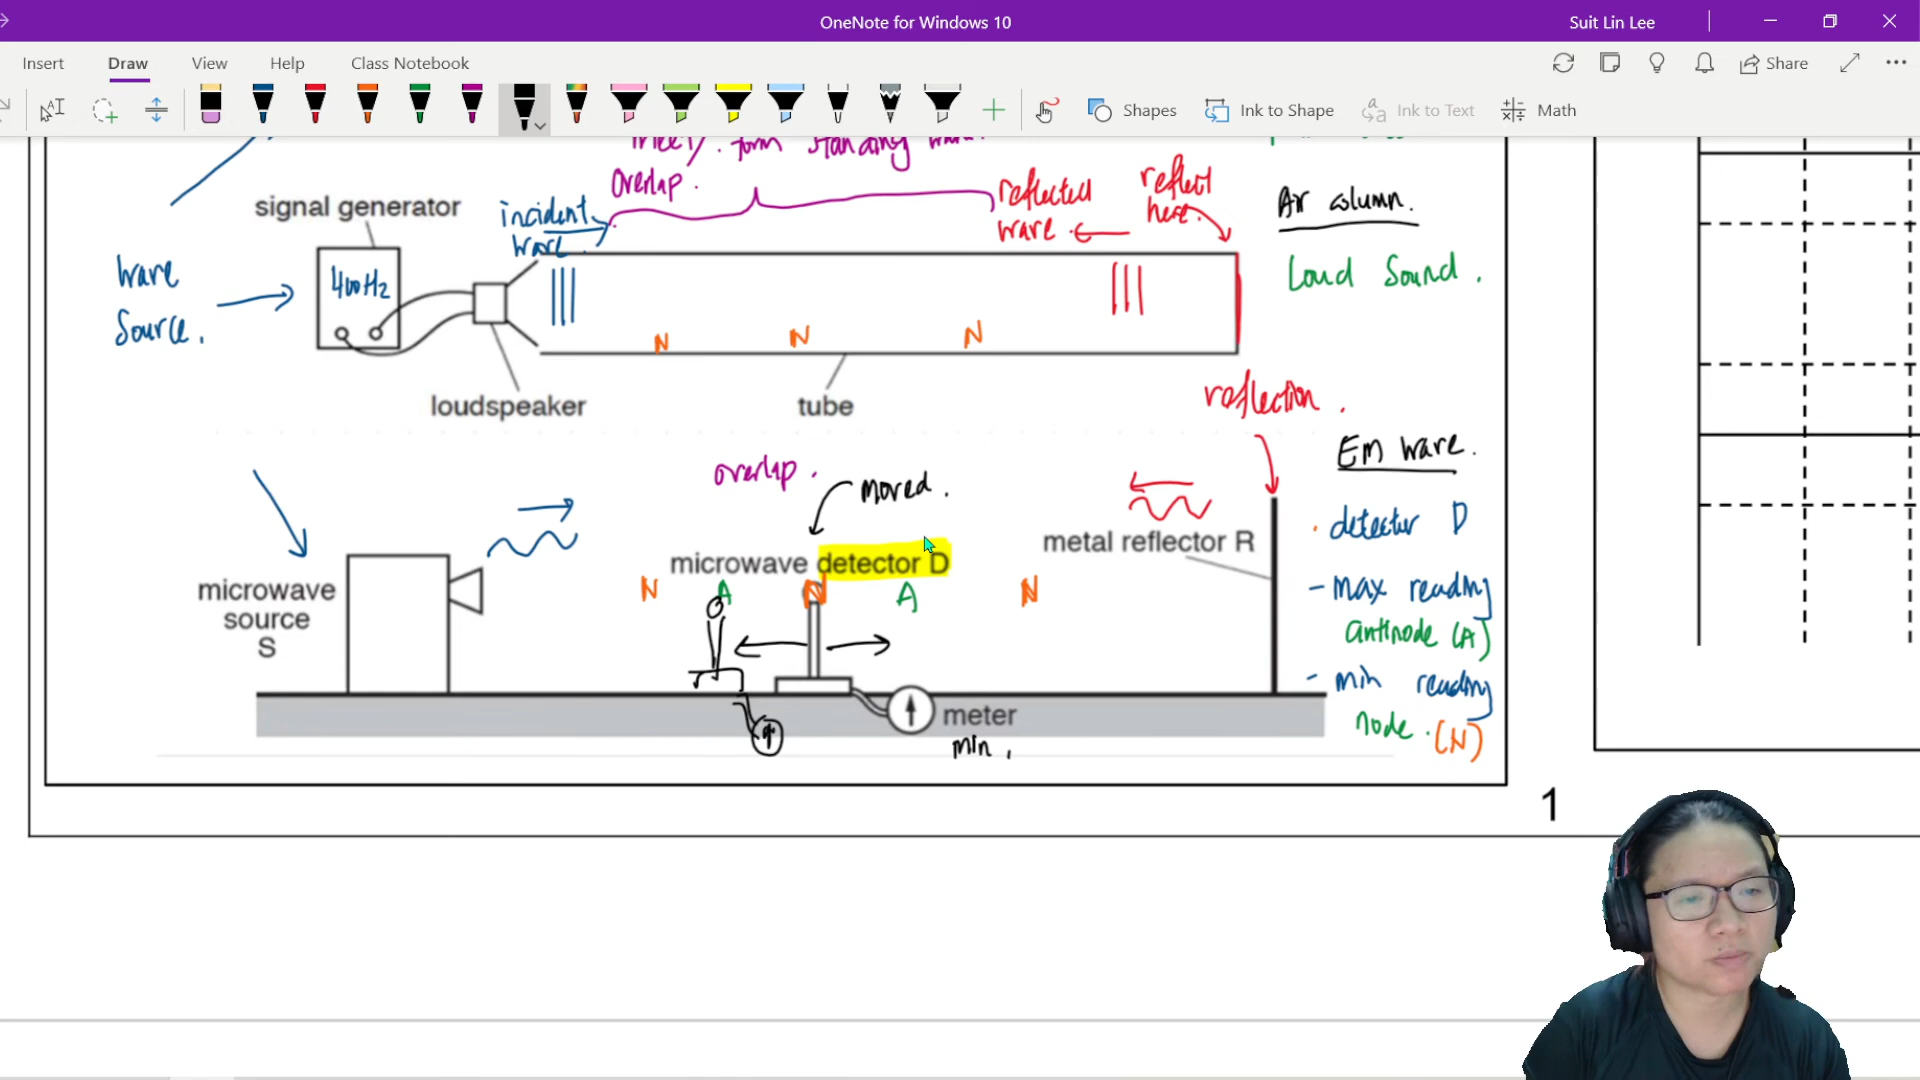 OneNote for Windows 10
Suit Lin Lee
Insert
Draw
View
Help
Class Notebook
Share
Shapes
Ink to Shape
Ink to Text
Math
form standing
overlap.
incident
wave.
reflected
wave.
reflect
here.
Air column.
Loud Sound.
signal generator
400Hz
Wave
Source.
N N N
loudspeaker
tube
reflection.
overlap.
moved.
EM wave.
microwave detector D
metal reflector R
detector D
- max reading
antinode (A)
- min reading
node. (N)
microwave
source
S
N A N A N
meter
min.
1